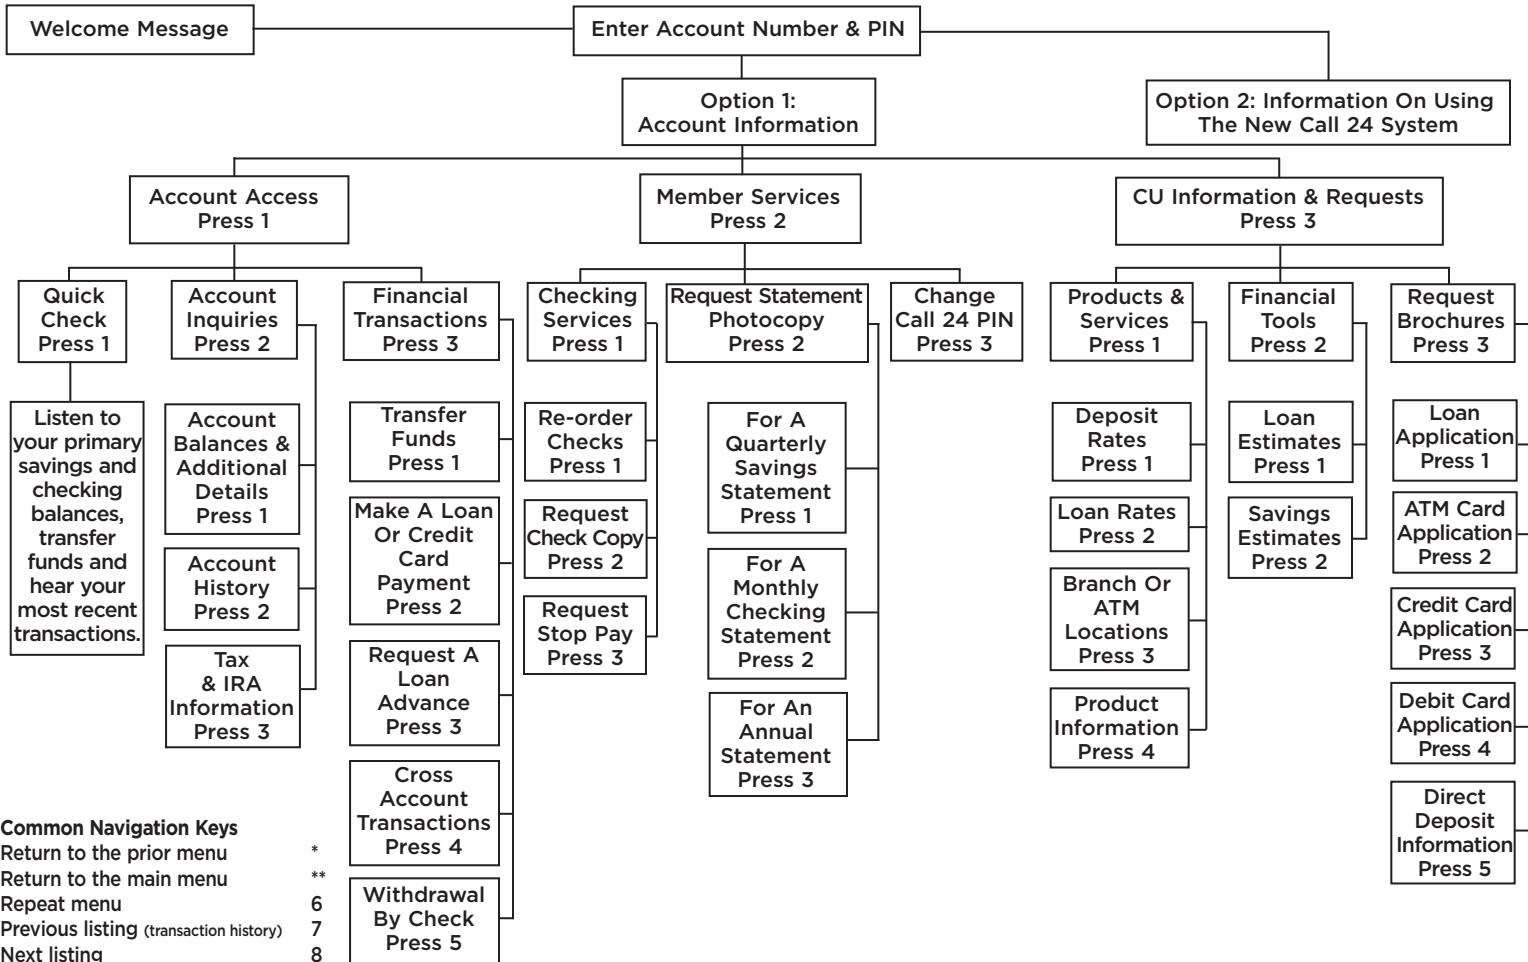 Welcome Message
Enter Account Number & PIN
Option 1:
Account Information
Option 2: Information On Using
The New Call 24 System
Account Access
Press 1
Member Services
Press 2
CU Information & Requests
Press 3
Quick
Check
Press 1
Account
Inquiries
Press 2
Financial
Transactions
Press 3
Checking
Services
Press 1
Request Statement
Photocopy
Press 2
Change
Call 24 PIN
Press 3
Products &
Services
Press 1
Financial
Tools
Press 2
Request
Brochures
Press 3
Listen to
your primary
savings and
checking
balances,
transfer
funds and
hear your
most recent
transactions.
Account
Balances &
Additional
Details
Press 1
Account
History
Press 2
Tax
& IRA
Information
Press 3
Transfer
Funds
Press 1
Make A Loan
Or Credit
Card
Payment
Press 2
Request A
Loan
Advance
Press 3
Cross
Account
Transactions
Press 4
Withdrawal
By Check
Press 5
Re-order
Checks
Press 1
Request
Check Copy
Press 2
Request
Stop Pay
Press 3
For A
Quarterly
Savings
Statement
Press 1
For A
Monthly
Checking
Statement
Press 2
For An
Annual
Statement
Press 3
Deposit
Rates
Press 1
Loan Rates
Press 2
Branch Or
ATM
Locations
Press 3
Product
Information
Press 4
Loan
Estimates
Press 1
Savings
Estimates
Press 2
Loan
Application
Press 1
ATM Card
Application
Press 2
Credit Card
Application
Press 3
Debit Card
Application
Press 4
Direct
Deposit
Information
Press 5
Common Navigation Keys
Return to the prior menu *
Return to the main menu **
Repeat menu 6
Previous listing (transaction history) 7
Next listing 8